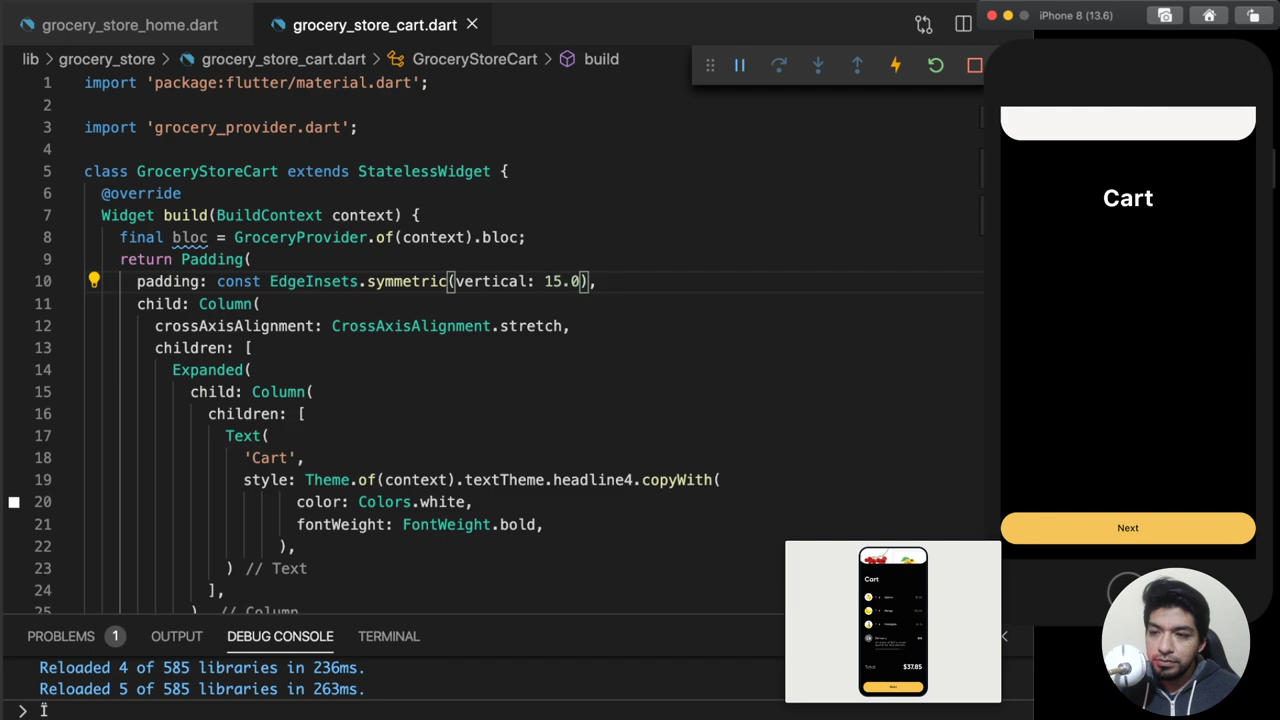 grocery_store_home.dart
grocery_store_cart.dart
iPhone 8 (13.6)
lib > grocery_store > grocery_store_cart.dart > GroceryStoreCart > build
1 import 'package:flutter/material.dart';
2
3 import 'grocery_provider.dart';
4
5 class GroceryStoreCart extends StatelessWidget {
6 @override
7 Widget build(BuildContext context) {
8 final bloc = GroceryProvider.of(context).bloc;
9 return Padding(
10 padding: const EdgeInsets.symmetric(vertical: 15.0),
11 child: Column(
12 crossAxisAlignment: CrossAxisAlignment.stretch,
13 children: [
14 Expanded(
15 child: Column(
16 children: [
17 Text(
18 'Cart',
19 style: Theme.of(context).textTheme.headline4.copyWith(
20 color: Colors.white,
21 fontWeight: FontWeight.bold,
22 ),
23 ) // Text
24 ],
25 ) // Column
Cart
Next
Cart
Total:
$37.85
Next
PROBLEMS 1 OUTPUT DEBUG CONSOLE TERMINAL
Reloaded 4 of 585 libraries in 236ms.
Reloaded 5 of 585 libraries in 263ms.
>